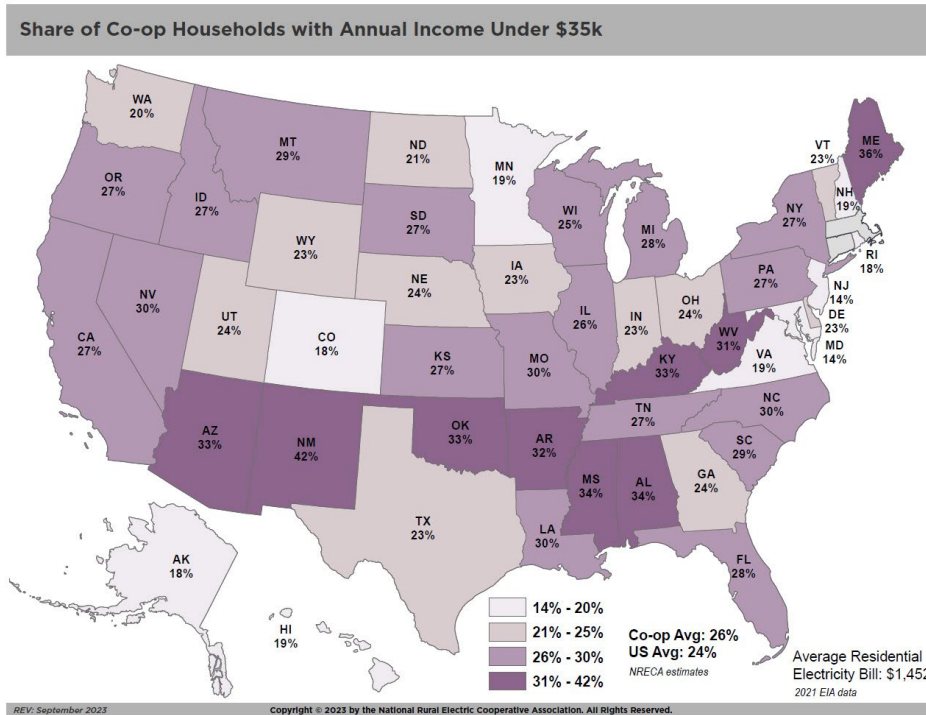 Share of Co-op Households with Annual Income Under $35k
WA
20%
MT
29%
ND
21%
MN
19%
VT
23%
ME
36%
OR
27%
ID
27%
SD
27%
WI
25%
MI
28%
NY
27%
NH
19%
RI
18%
WY
23%
NE
24%
IA
23%
PA
27%
NJ
14%
NV
30%
UT
24%
CO
18%
IL
26%
IN
23%
OH
24%
DE
23%
CA
27%
KS
27%
MO
30%
WV
31%
MD
14%
VA
19%
KY
33%
AZ
33%
NM
42%
OK
33%
AR
32%
TN
27%
NC
30%
SC
29%
MS
34%
AL
34%
GA
24%
TX
23%
LA
30%
FL
28%
AK
18%
HI
19%
14% - 20%
21% - 25%
26% - 30%
31% - 42%
Co-op Avg: 26%
US Avg: 24%
NRECA estimates
Average Residential
Electricity Bill: $1,452
2021 EIA data
REV: September 2023
Copyright © 2023 by the National Rural Electric Cooperative Association. All Rights Reserved.